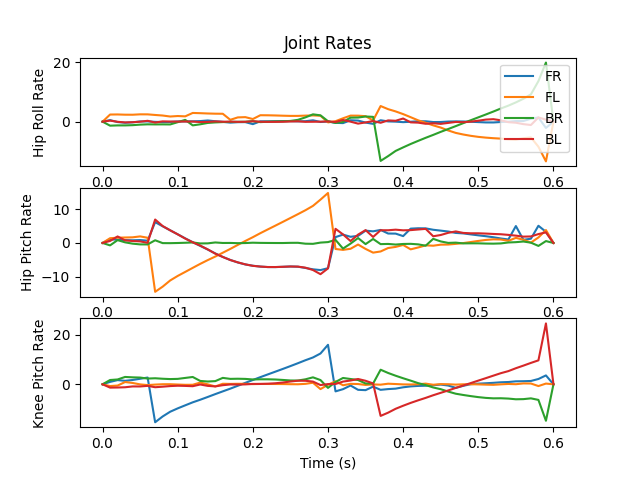 Joint Rates
Hip Roll Rate
20
0
FR
FL
BR
BL
0.0 0.1 0.2 0.3 0.4 0.5 0.6
Hip Pitch Rate
10
0
−10
0.0 0.1 0.2 0.3 0.4 0.5 0.6
Knee Pitch Rate
20
0
0.0 0.1 0.2 0.3 0.4 0.5 0.6
Time (s)